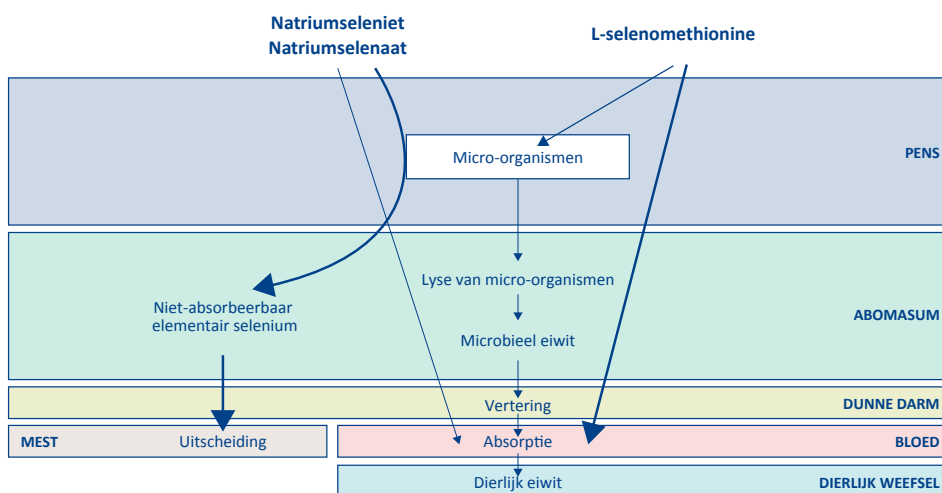 Natriumseleniet
Natriumselenaat
L-selenomethionine
Micro-organismen
PENS
Lyse van micro-organismen
Niet-absorbeerbaar
elementair selenium
ABOMASUM
Microbieel eiwit
Vertering
DUNNE DARM
MEST
Uitscheiding
Absorptie
BLOED
Dierlijk eiwit
DIERLIJK WEEFSEL